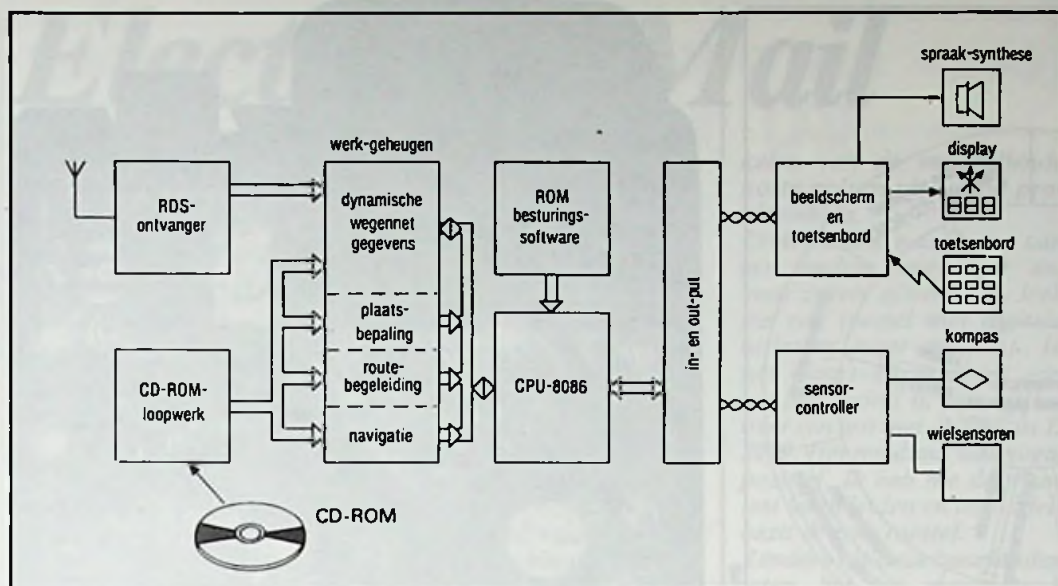 spraak-synthese
werk-geheugen
display
RDS-
ontvanger
dynamische
wegennet
gegevens
ROM
besturings-
software
beeldscherm
en
toetsenbord
toetsenbord
plaats-
bepaling
in- en out-put
kompas
CD-ROM-
loopwerk
route-
begeleiding
CPU-8086
sensor-
controller
navigatie
wielsensoren
CD-ROM